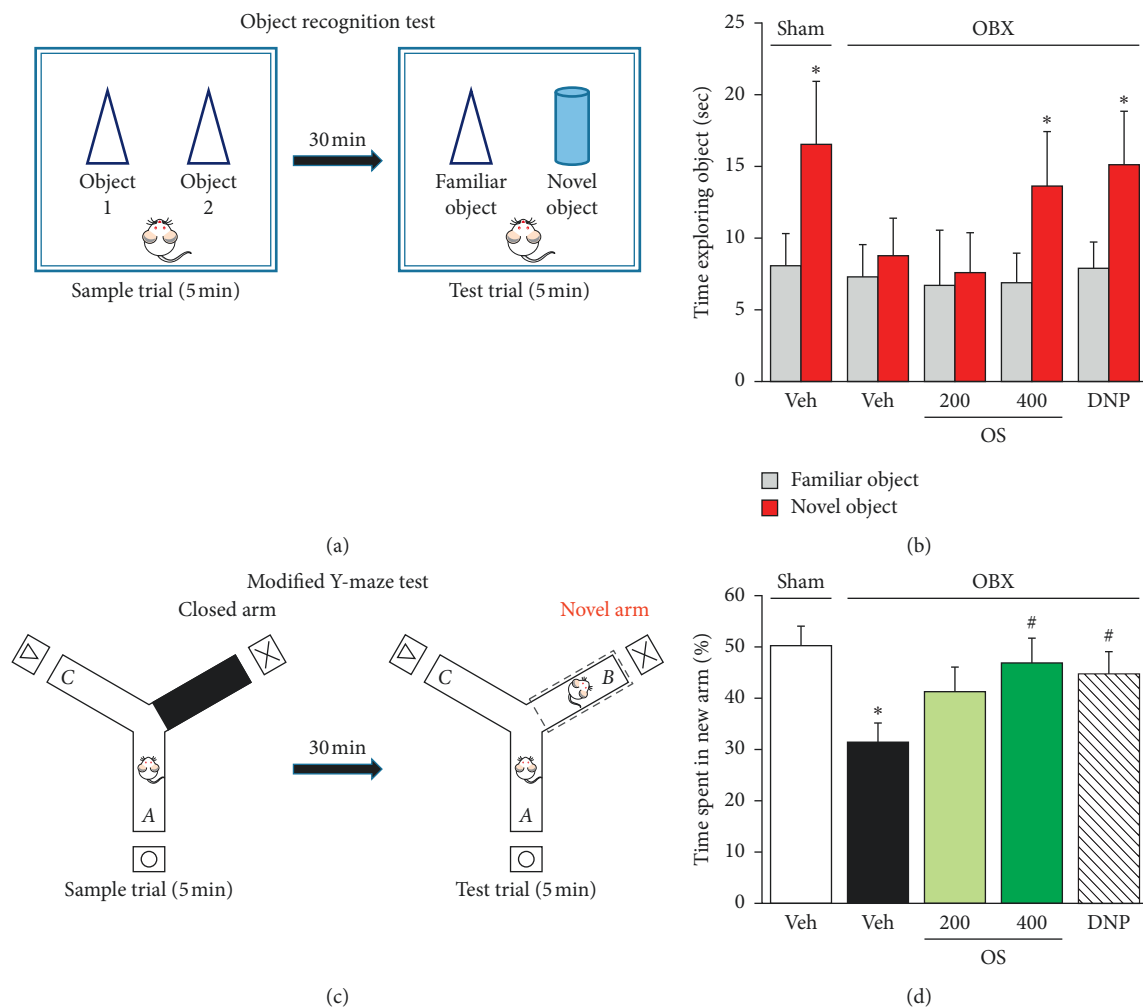 Object recognition test
Object
1
Object
2
Sample trial (5 min)
30 min
Familiar
object
Novel
object
Test trial (5 min)
(a)
Sham
OBX
Time exploring object (sec)
25
20
15
10
5
0
*
*
*
Veh
Veh
200
400
DNP
OS
Familiar object
Novel object
(b)
Modified Y-maze test
Closed arm
C
A
Sample trial (5 min)
30 min
Novel arm
C
B
A
Test trial (5 min)
(c)
Sham
OBX
Time spent in new arm (%)
60
50
40
30
20
10
0
*
#
#
Veh
Veh
200
400
DNP
OS
(d)